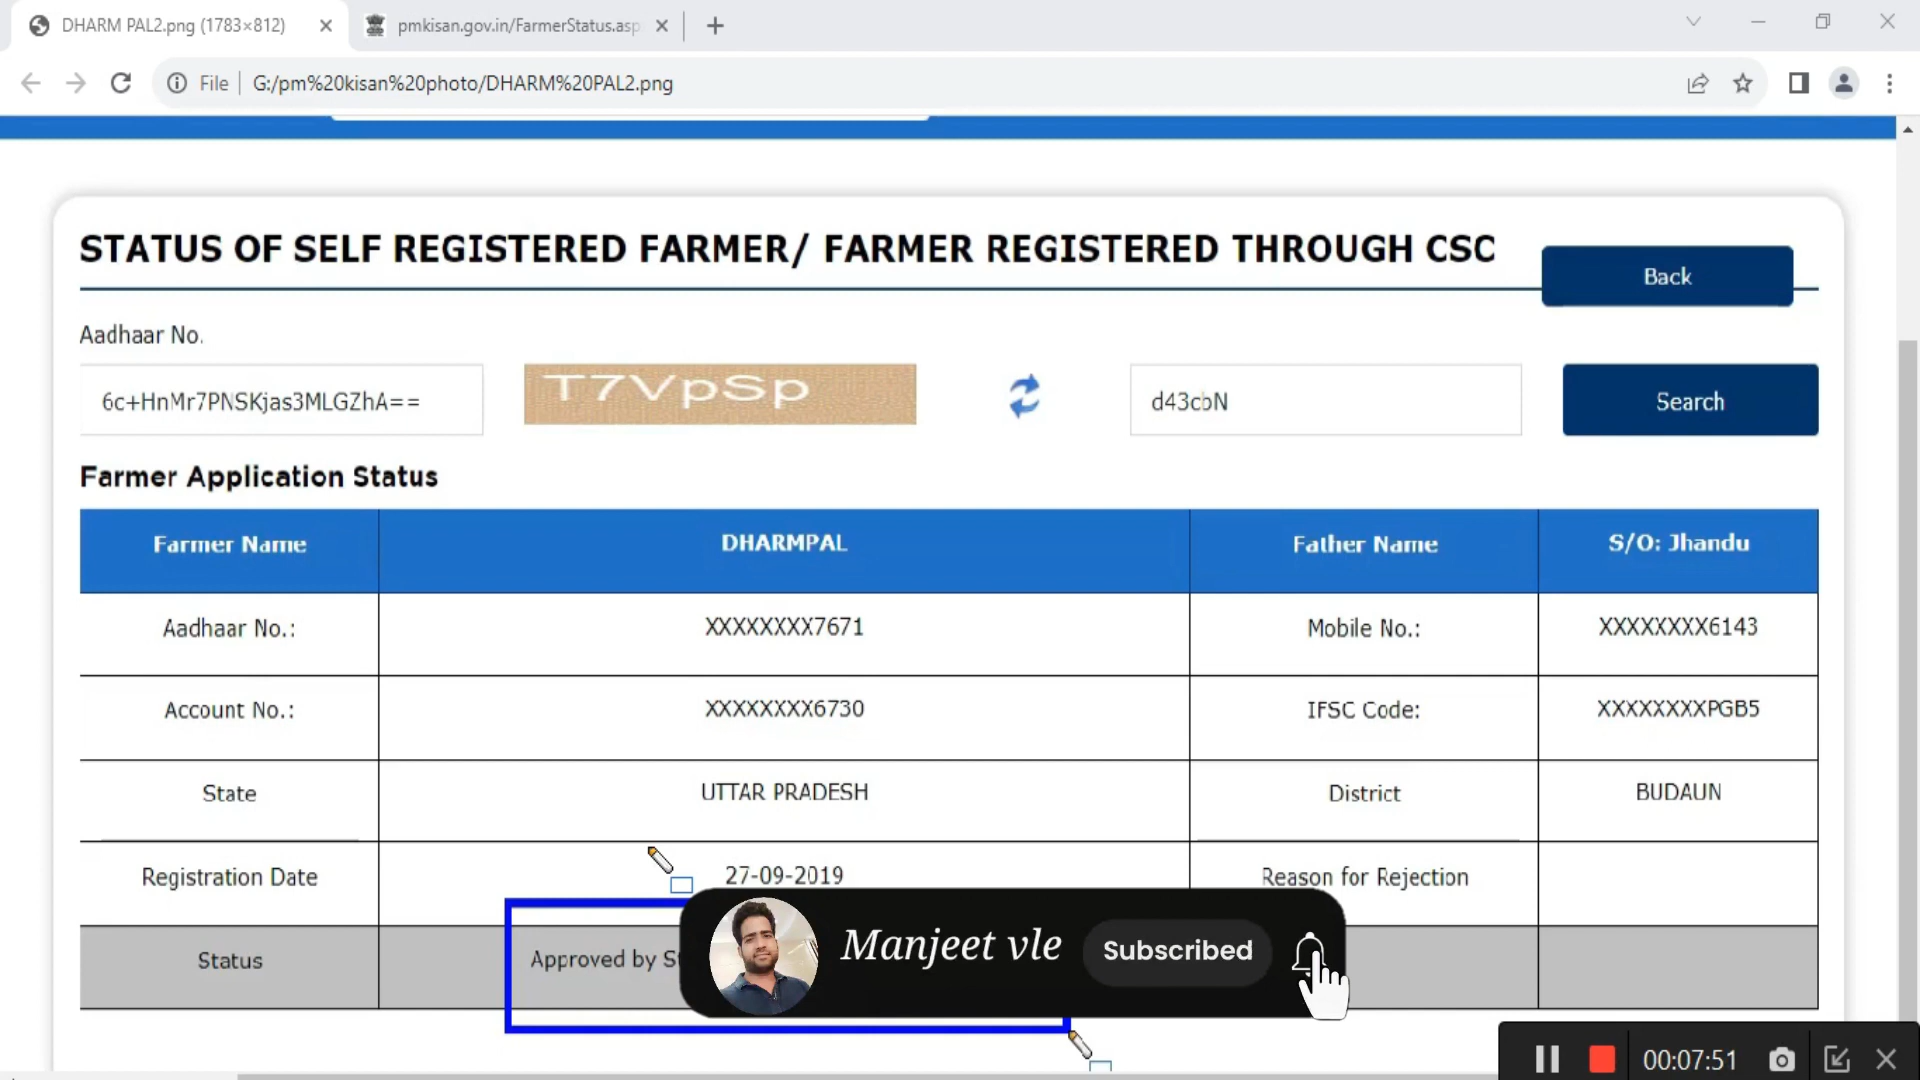 DHARM PAL2.png (1783×812)
pmkisan.gov.in/FarmerStatus.asp
File
G:/pm%20kisan%20photo/DHARM%20PAL2.png
STATUS OF SELF REGISTERED FARMER/ FARMER REGISTERED THROUGH CSC
Back
Aadhaar No.
6c+HnMr7PNSKjas3MLGZhA==
T7VpSp
d43cbN
Search
Farmer Application Status
Farmer Name DHARMPAL Father Name S/O: Jhandu
Aadhaar No.: XXXXXXXX7671 Mobile No.: XXXXXXXX6143
Account No.: XXXXXXXX6730 IFSC Code: XXXXXXXXPGB5
State UTTAR PRADESH District BUDAUN
Registration Date 27-09-2019 Reason for Rejection
Status Approved by
Manjeet vle Subscribed
00:07:51